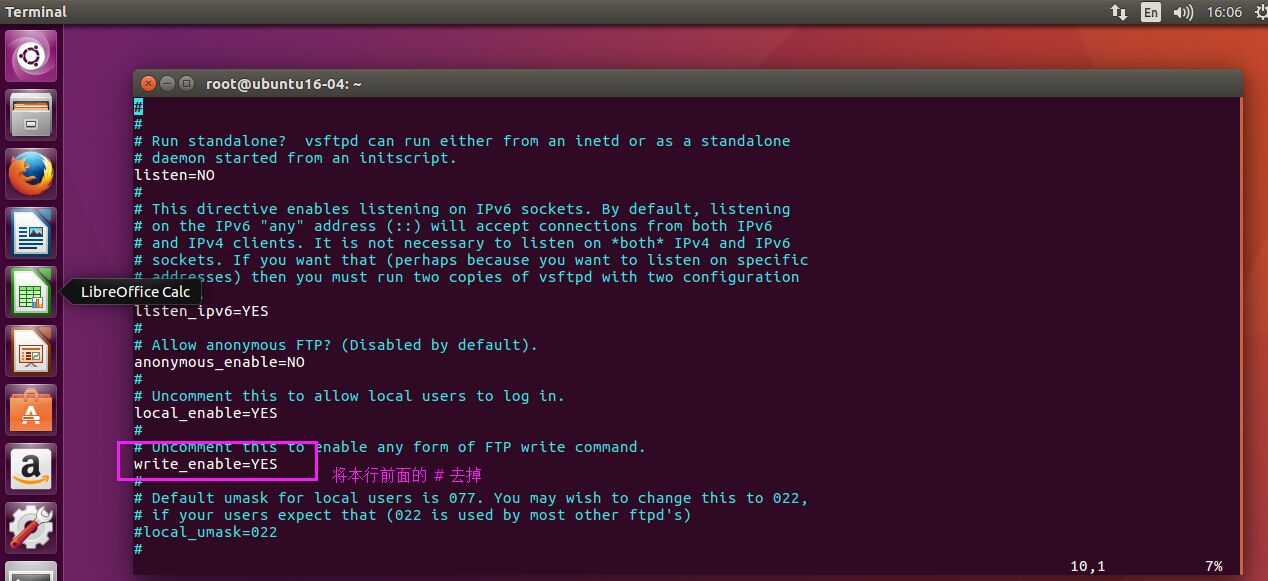 Terminal
En
16:06
root@ubuntu16-04: ~
#
#
# Run standalone?  vsftpd can run either from an inetd or as a standalone
# daemon started from an initscript.
listen=NO
#
# This directive enables listening on IPv6 sockets. By default, listening
# on the IPv6 "any" address (::) will accept connections from both IPv6
# and IPv4 clients. It is not necessary to listen on *both* IPv4 and IPv6
# sockets. If you want that (perhaps because you want to listen on specific
# addresses) then you must run two copies of vsftpd with two configuration
LibreOffice Calc
listen_ipv6=YES
#
# Allow anonymous FTP? (Disabled by default).
anonymous_enable=NO
#
# Uncomment this to allow local users to log in.
local_enable=YES
#
# Uncomment this to enable any form of FTP write command.
write_enable=YES
将本行前面的 # 去掉
#
# Default umask for local users is 077. You may wish to change this to 022,
# if your users expect that (022 is used by most other ftpd's)
#local_umask=022
#
10,1 7%